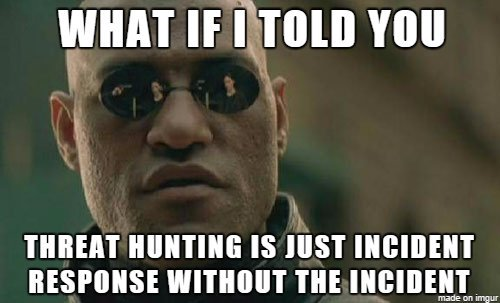 WHAT IF I TOLD YOU
THREAT HUNTING IS JUST INCIDENT
RESPONSE WITHOUT THE INCIDENT
made on imgur